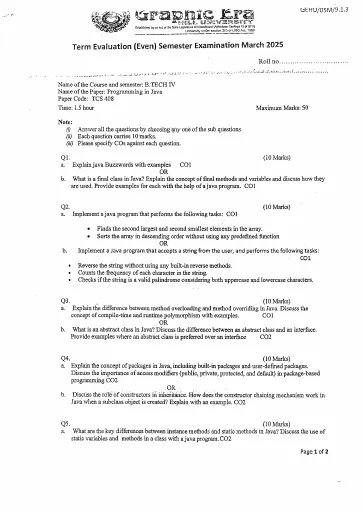 GEHU/DSM/9.1.3
Graphic Era
HILL UNIVERSITY
Term Evaluation (Even) Semester Examination March 2025
Roll no..............................
Name of the Course and semester: B.TECH IV
Name of the Paper: Programming in Java
Paper Code: TCS 408
Time: 1.5 hour Maximum Marks: 50
Note:
(i) Answer all the questions by choosing any one of the sub questions
(ii) Each question carries 10 marks.
(iii) Please specify COs against each question.
Q1. (10 Marks)
a. Explain java Buzzwords with examples CO1
OR
b. What is a final class in Java? Explain the concept of final methods and variables and discuss how they
are used. Provide examples for each with the help of a java program. CO1
Q2. (10 Marks)
a. Implement a java program that performs the following tasks: CO1
• Finds the second largest and second smallest elements in the array.
• Sorts the array in descending order without using any predefined function
OR
b. Implement a Java program that accepts a string from the user, and performs the following tasks:
CO1
• Reverse the string without using any built-in reverse methods.
• Counts the frequency of each character in the string.
• Checks if the string is a valid palindrome considering both uppercase and lowercase characters.
Q3. (10 Marks)
a. Explain the difference between method overloading and method overriding in Java. Discuss the
concept of compile-time and runtime polymorphism with examples. CO1
OR
b. What is an abstract class in Java? Discuss the difference between an abstract class and an interface.
Provide examples where an abstract class is preferred over an interface CO2
Q4. (10 Marks)
a. Explain the concept of packages in Java, including built-in packages and user-defined packages.
Discuss the importance of access modifiers (public, private, protected, and default) in package-based
programming CO2
OR
b. Discuss the role of constructors in inheritance. How does the constructor chaining mechanism work in
Java when a subclass object is created? Explain with an example. CO2
Q5. (10 Marks)
a. What are the key differences between instance methods and static methods in Java? Discuss the use of
static variables and methods in a class with a java program. CO2
Page 1 of 2